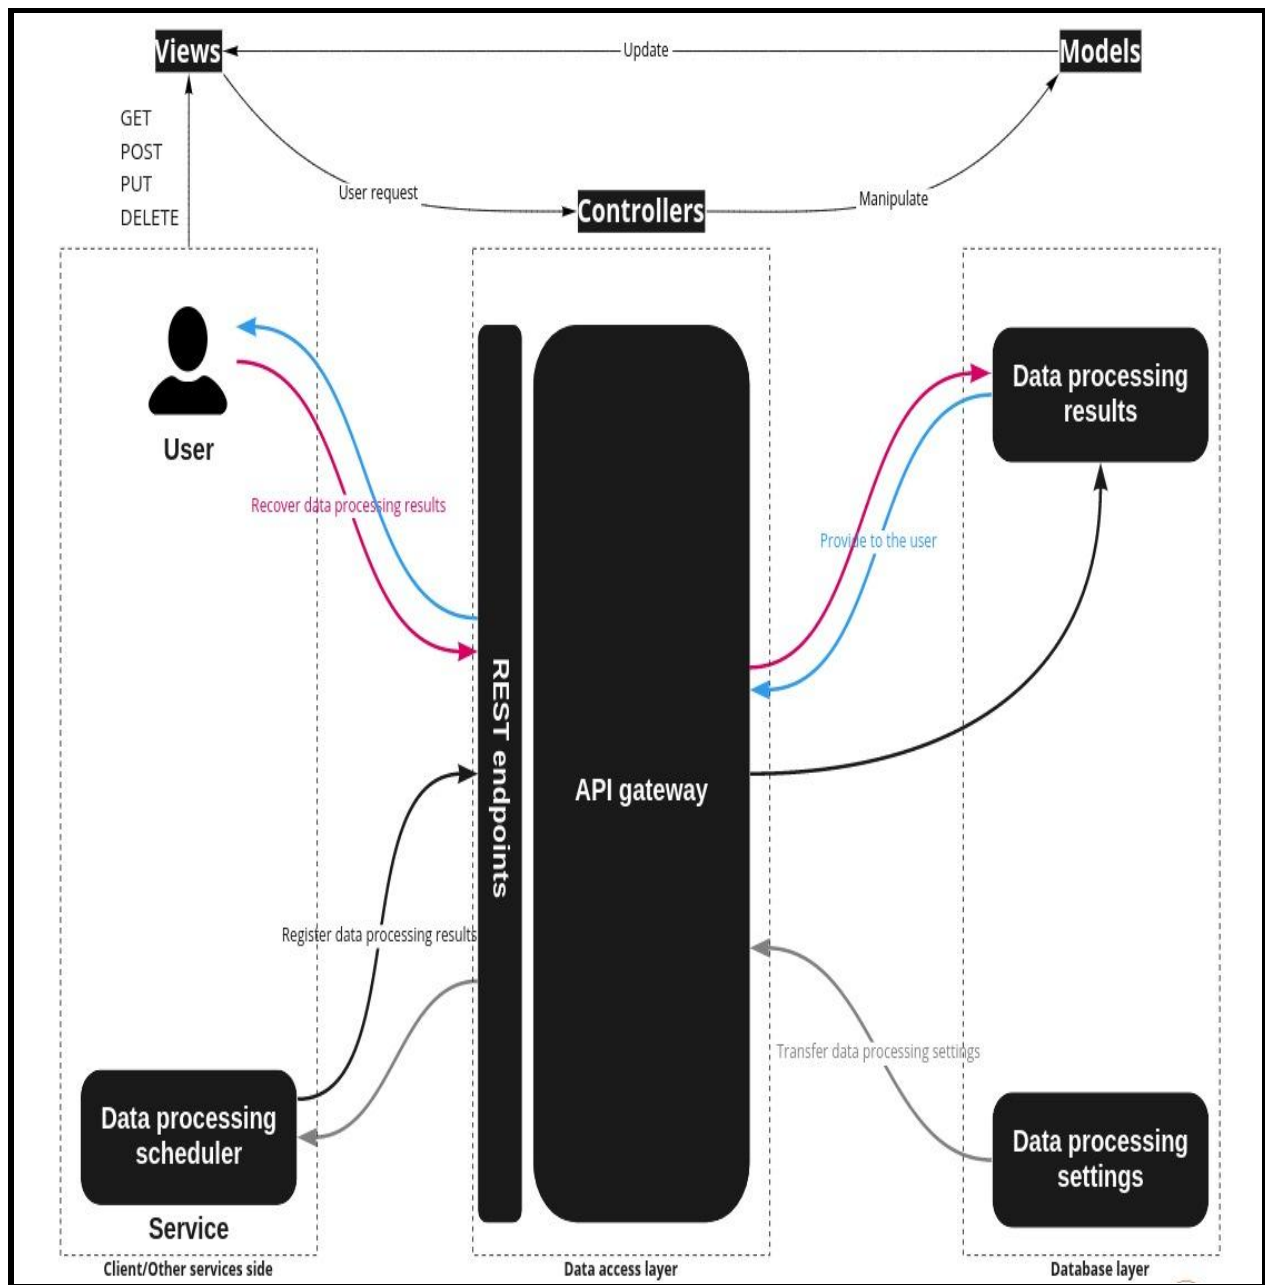 Views
Update
Models
GET
POST
PUT
DELETE
User request
Controllers
Manipulate
User
Recover data processing results
Provide to the user
Data processing
results
REST endpoints
API gateway
Register data processing results
Transfer data processing settings
Data processing
scheduler
Service
Data processing
settings
Client/Other services side
Data access layer
Database layer